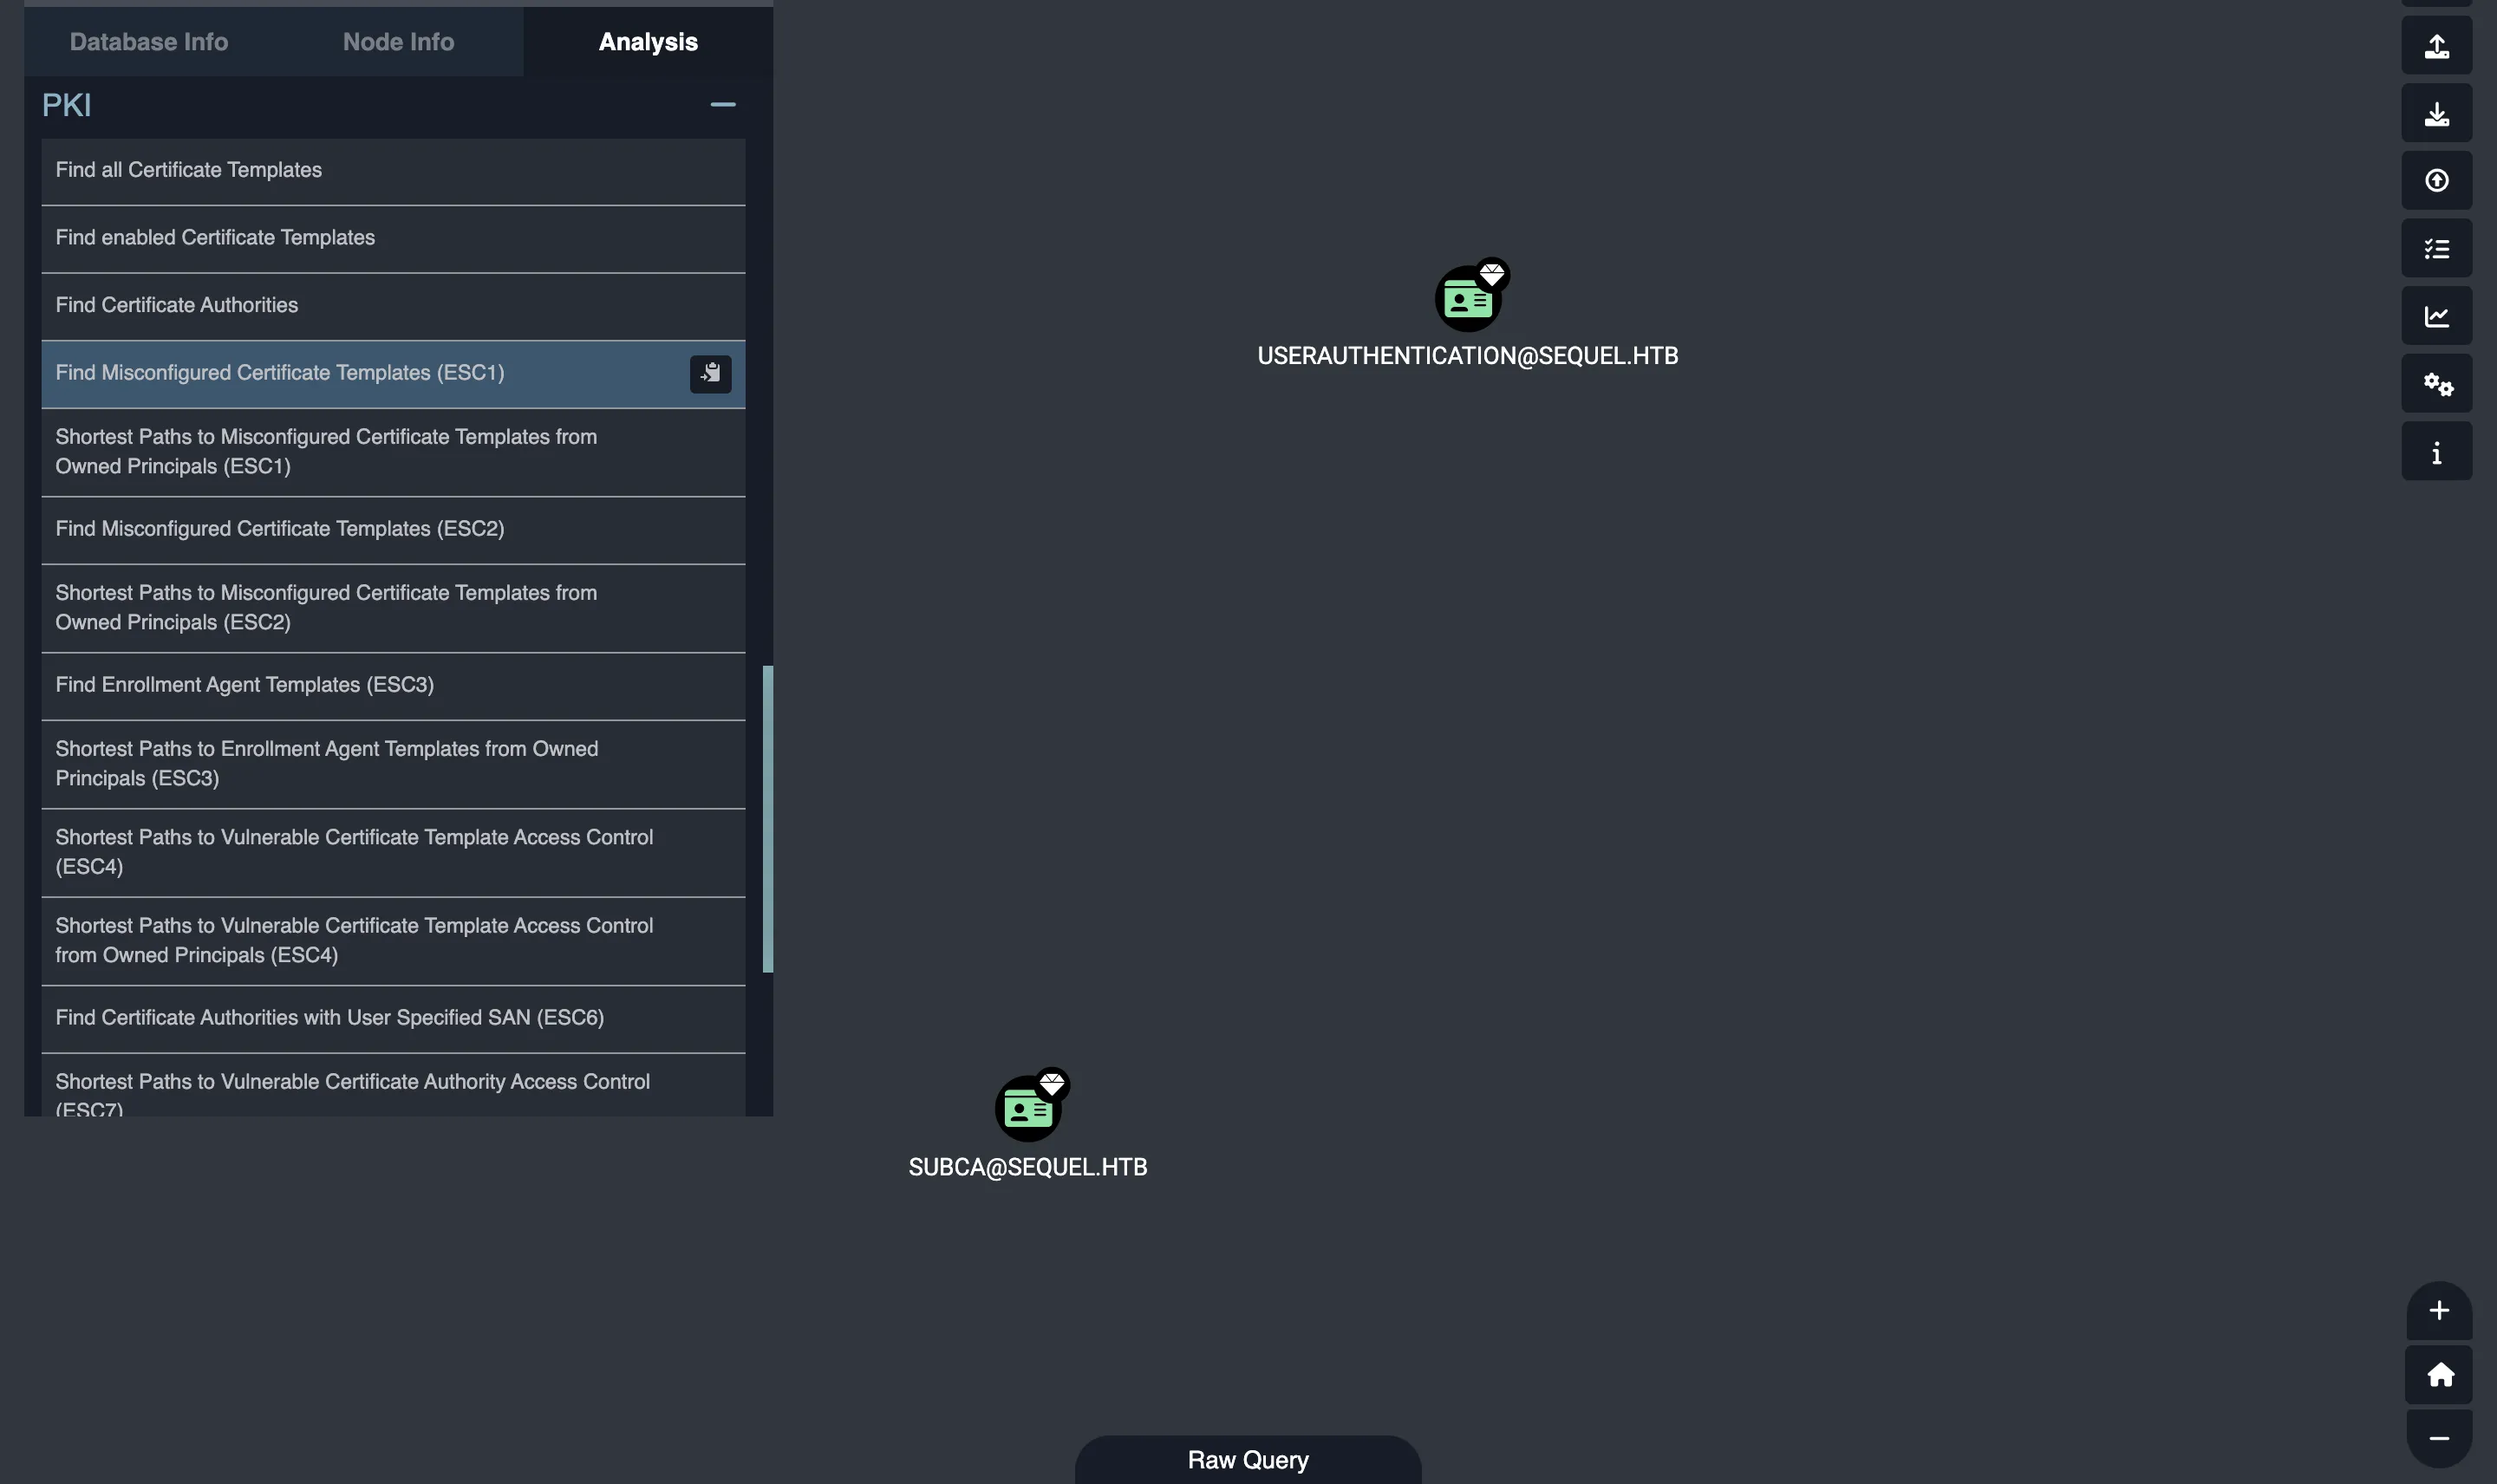 Database Info
Node Info
Analysis
PKI
Find all Certificate Templates
Find enabled Certificate Templates
Find Certificate Authorities
Find Misconfigured Certificate Templates (ESC1)
Shortest Paths to Misconfigured Certificate Templates from
Owned Principals (ESC1)
Find Misconfigured Certificate Templates (ESC2)
Shortest Paths to Misconfigured Certificate Templates from
Owned Principals (ESC2)
Find Enrollment Agent Templates (ESC3)
Shortest Paths to Enrollment Agent Templates from Owned
Principals (ESC3)
Shortest Paths to Vulnerable Certificate Template Access Control
(ESC4)
Shortest Paths to Vulnerable Certificate Template Access Control
from Owned Principals (ESC4)
Find Certificate Authorities with User Specified SAN (ESC6)
Shortest Paths to Vulnerable Certificate Authority Access Control
(ESC7)
USERAUTHENTICATION@SEQUEL.HTB
SUBCA@SEQUEL.HTB
Raw Query